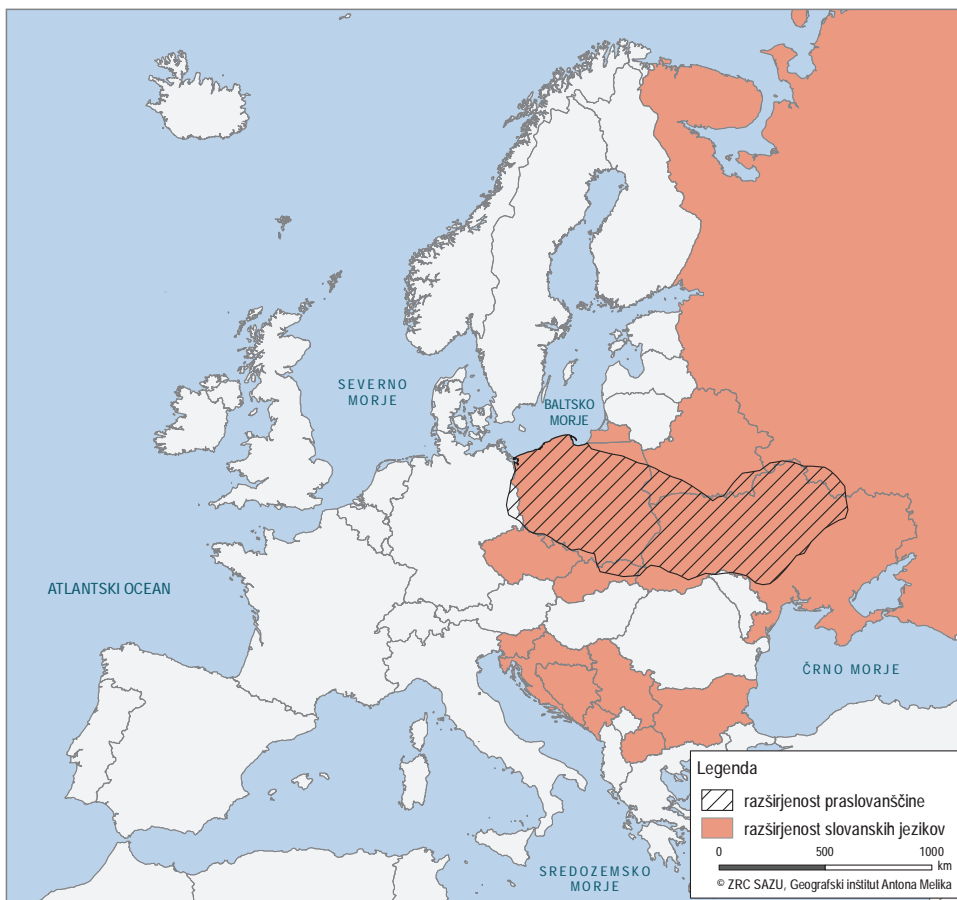 SEVERNO
MORJE
BALTSKO
MORJE
ATLANTSKI OCEAN
ČRNO MORJE
SREDOZEMSKO
MORJE
Legenda
razširjenost praslovanščine
razširjenost slovanskih jezikov
0 500 1000
km
© ZRC SAZU, Geografski inštitut Antona Melika